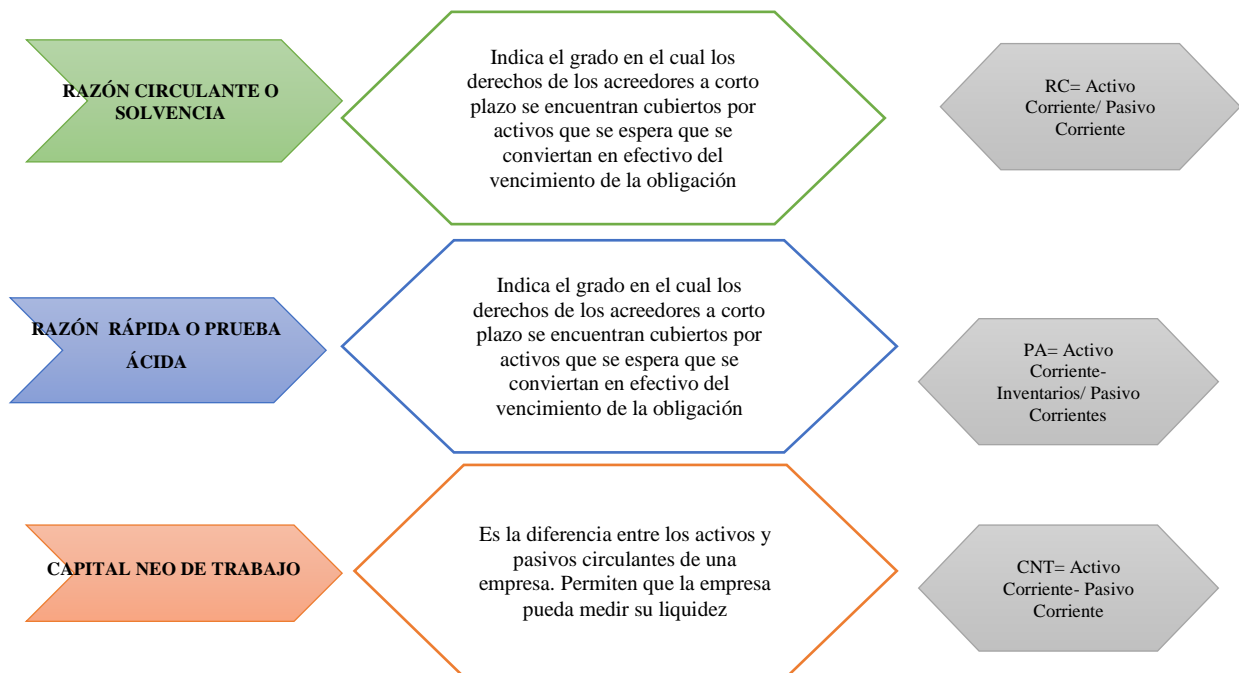 RAZÓN CIRCULANTE O
SOLVENCIA
Indica el grado en el cual los
derechos de los acreedores a corto
plazo se encuentran cubiertos por
activos que se espera que se
conviertan en efectivo del
vencimiento de la obligación
RC= Activo
Corriente/ Pasivo
Corriente
RAZÓN RÁPIDA O PRUEBA
ÁCIDA
Indica el grado en el cual los
derechos de los acreedores a corto
plazo se encuentran cubiertos por
activos que se espera que se
conviertan en efectivo del
vencimiento de la obligación
PA= Activo
Corriente-
Inventarios/ Pasivo
Corrientes
CAPITAL NEO DE TRABAJO
Es la diferencia entre los activos y
pasivos circulantes de una
empresa. Permiten que la empresa
pueda medir su liquidez
CNT= Activo
Corriente- Pasivo
Corriente